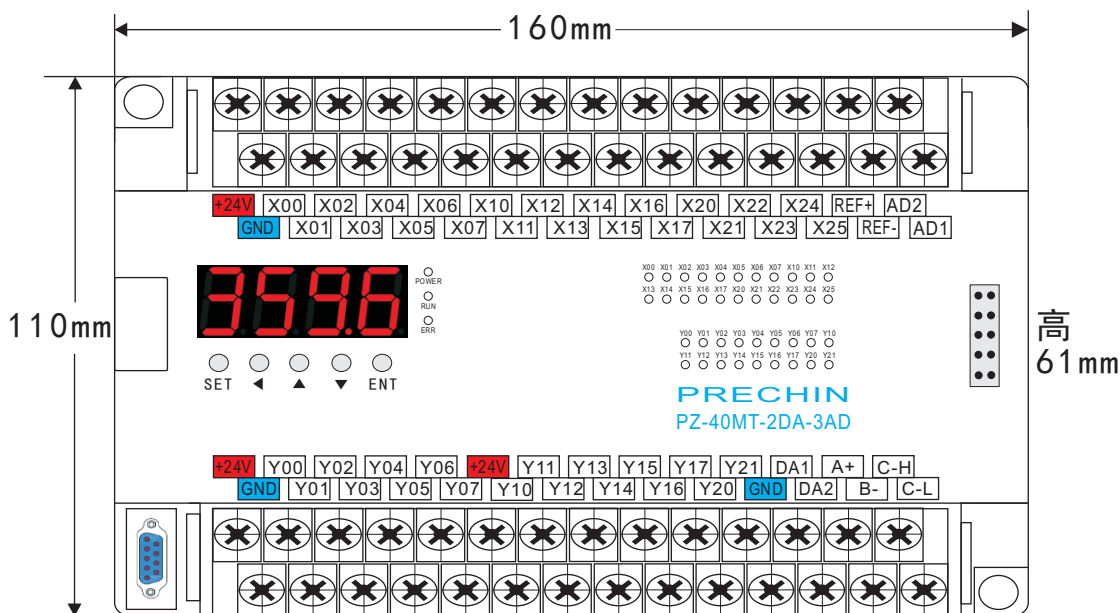 160mm
+24V X00 X02 X04 X06 X10 X12 X14 X16 X20 X22 X24 REF+ AD2
GND X01 X03 X05 X07 X11 X13 X15 X17 X21 X23 X25 REF- AD1
359.6
POWER
RUN
ERR
SET ◀ ▲ ▼ ENT
X00 X01 X02 X03 X04 X05 X06 X07 X10 X11 X12
X13 X14 X15 X16 X17 X20 X21 X22 X23 X24 X25
Y00 Y01 Y02 Y03 Y04 Y05 Y06 Y07 Y10
Y11 Y12 Y13 Y14 Y15 Y16 Y17 Y20 Y21
110mm
高
61mm
PRECHIN
PZ-40MT-2DA-3AD
+24V Y00 Y02 Y04 Y06 +24V Y11 Y13 Y15 Y17 Y21 DA1 A+ C-H
GND Y01 Y03 Y05 Y07 Y10 Y12 Y14 Y16 Y20 GND DA2 B- C-L